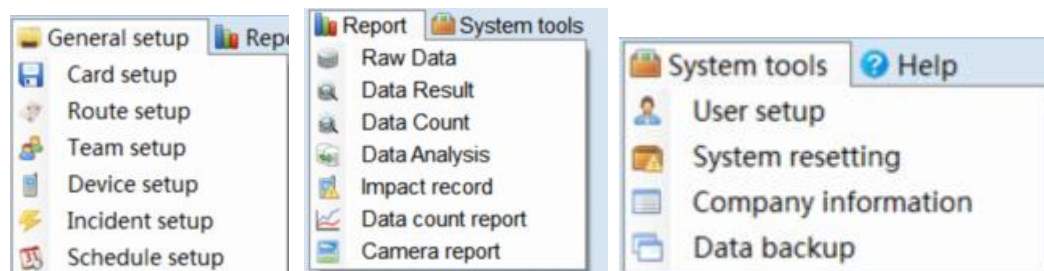 General setup Repo
Card setup
Route setup
Team setup
Device setup
Incident setup
Schedule setup
Report System tools
Raw Data
Data Result
Data Count
Data Analysis
Impact record
Data count report
Camera report
System tools Help
User setup
System resetting
Company information
Data backup